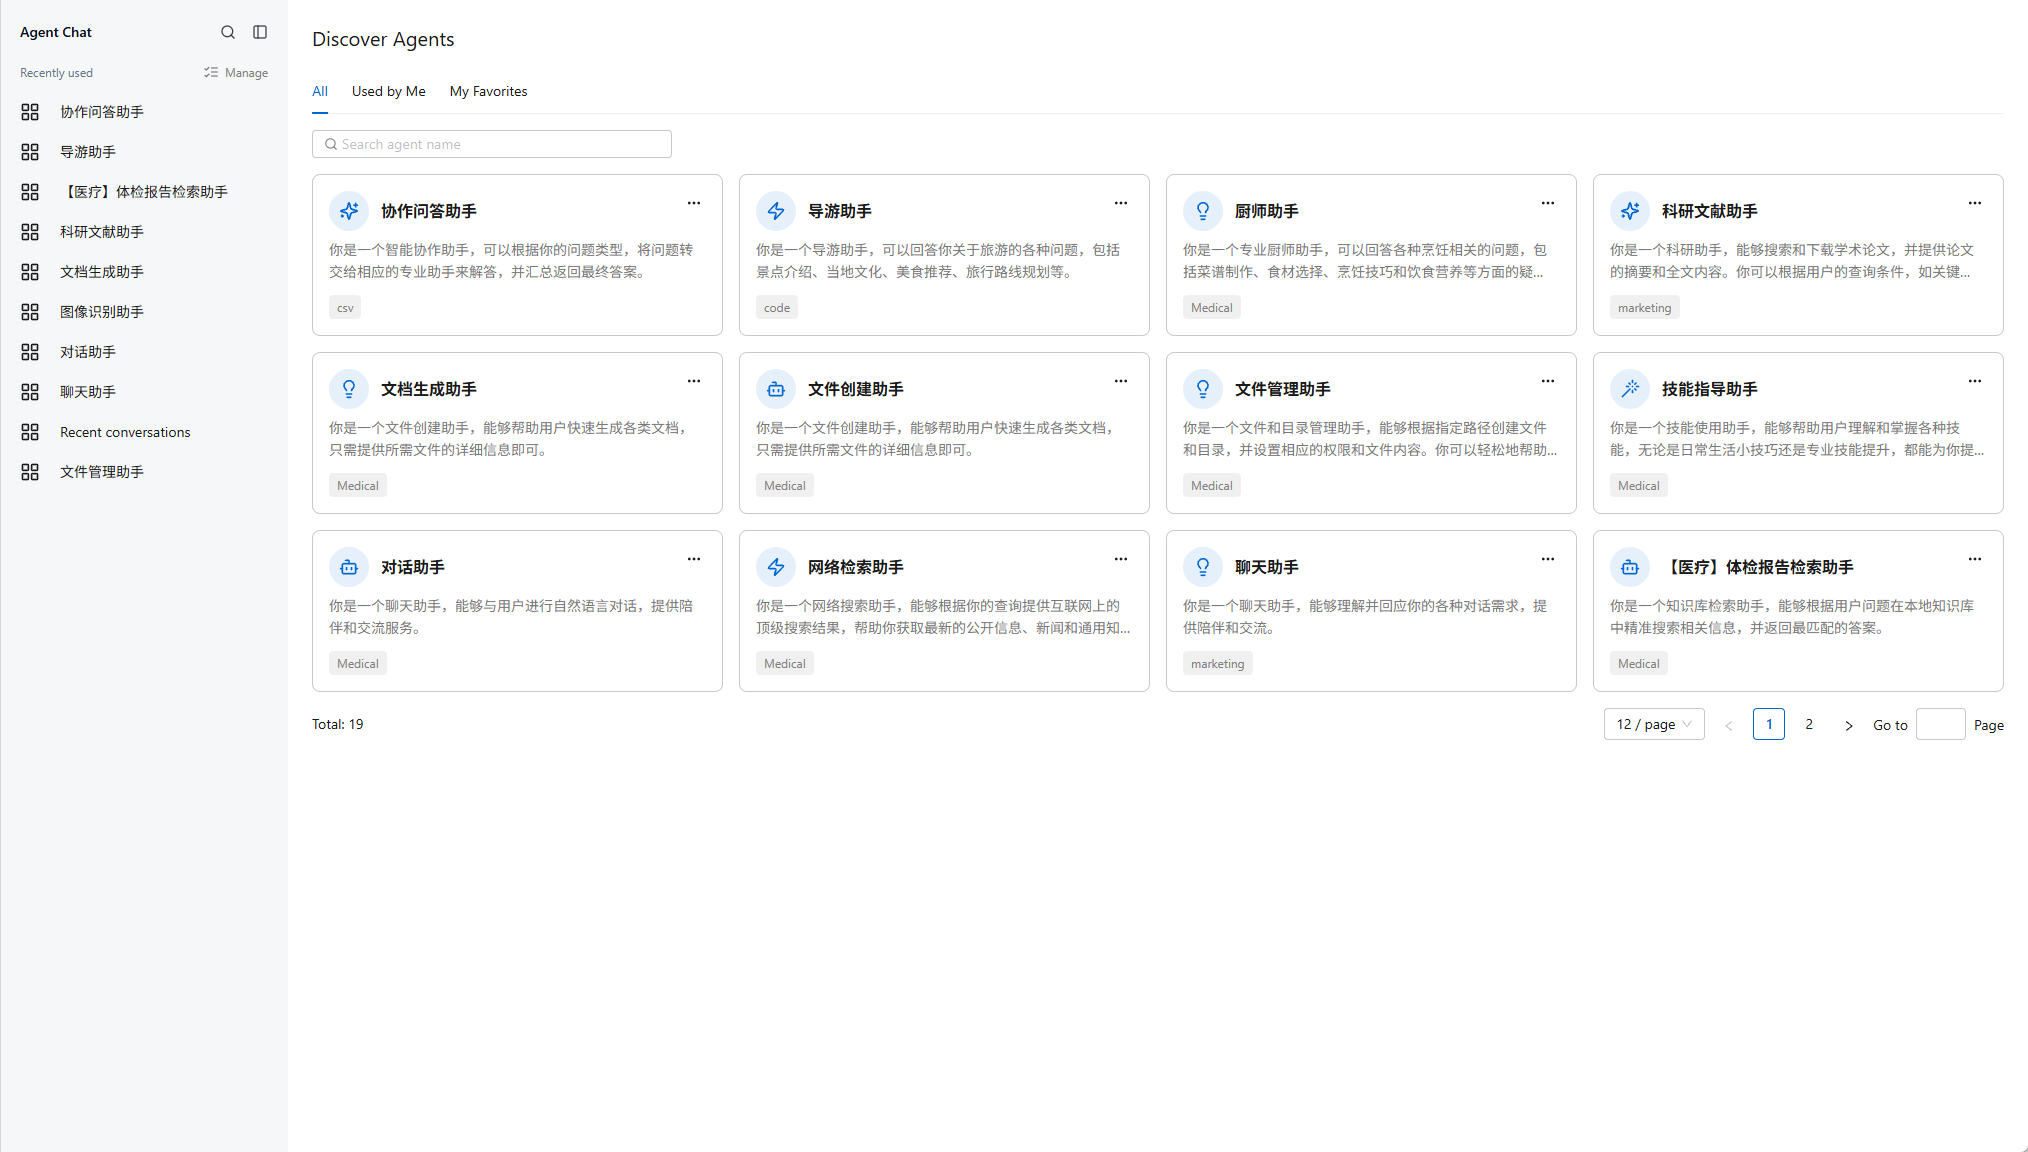 Agent Chat
Recently used
Manage
协作问答助手
导游助手
【医疗】体检报告检索助手
科研文献助手
文档生成助手
图像识别助手
对话助手
聊天助手
Recent conversations
文件管理助手
Discover Agents
All
Used by Me
My Favorites
Search agent name
协作问答助手
你是一个智能协作助手，可以根据你的问题类型，将问题转
交给相应的专业助手来解答，并汇总返回最终答案。
csv
导游助手
你是一个导游助手，可以回答你关于旅游的各种问题，包括
景点介绍、当地文化、美食推荐、旅行路线规划等。
code
厨师助手
你是一个专业厨师助手，可以回答各种烹饪相关的问题，包
括菜谱制作、食材选择、烹饪技巧和饮食营养等方面的疑...
Medical
科研文献助手
你是一个科研助手，能够搜索和下载学术论文，并提供论文
的摘要和全文内容。你可以根据用户的查询条件，如关键...
marketing
文档生成助手
你是一个文件创建助手，能够帮助用户快速生成各类文档，
只需提供所需文件的详细信息即可。
Medical
文件创建助手
你是一个文件创建助手，能够帮助用户快速生成各类文档，
只需提供所需文件的详细信息即可。
Medical
文件管理助手
你是一个文件和目录管理助手，能够根据指定路径创建文件
和目录，并设置相应的权限和文件内容。你可以轻松地帮助...
Medical
技能指导助手
你是一个技能使用助手，能够帮助用户理解和掌握各种技
能，无论是日常生活小技巧还是专业技能提升，都能为你提...
Medical
对话助手
你是一个聊天助手，能够与用户进行自然语言对话，提供陪
伴和交流服务。
Medical
网络检索助手
你是一个网络搜索助手，能够根据你的查询提供互联网上的
顶级搜索结果，帮助你获取最新的公开信息、新闻和通用知...
Medical
聊天助手
你是一个聊天助手，能够理解并回应你的各种对话需求，提
供陪伴和交流。
marketing
【医疗】体检报告检索助手
你是一个知识库检索助手，能够根据用户问题在本地知识库
中精准搜索相关信息，并返回最匹配的答案。
Medical
Total: 19
12 / page
1
2
Go to
Page